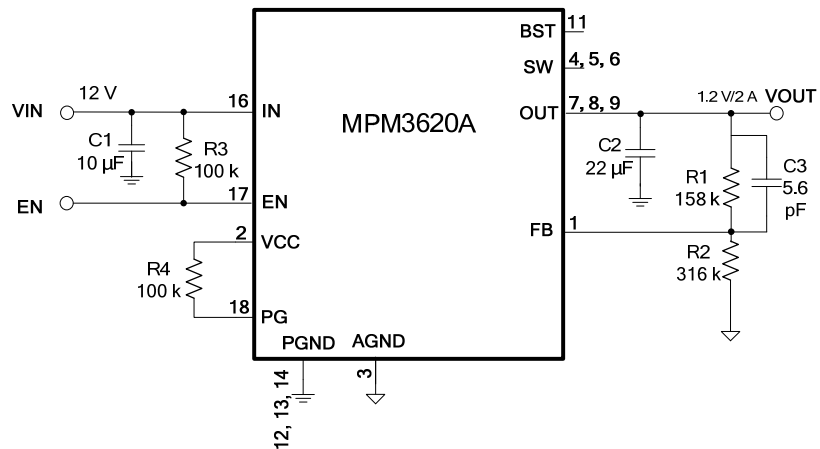 BST
11
SW
4, 5, 6
MPM3620A
VIN
12 V
16
IN
OUT
7, 8, 9
1.2 V/2 A
VOUT
C1
10 µF
R3
100 k
C2
22 µF
R1
158 k
C3
5.6
pF
EN
17
EN
2
VCC
FB
1
R4
100 k
R2
316 k
18
PG
PGND
AGND
12, 13, 14
3